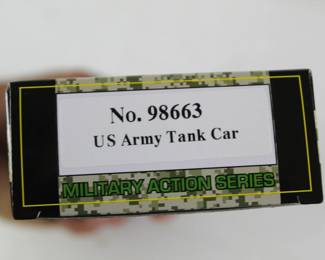 No. 98663
US Army Tank Car
MILITARY ACTION SERIES